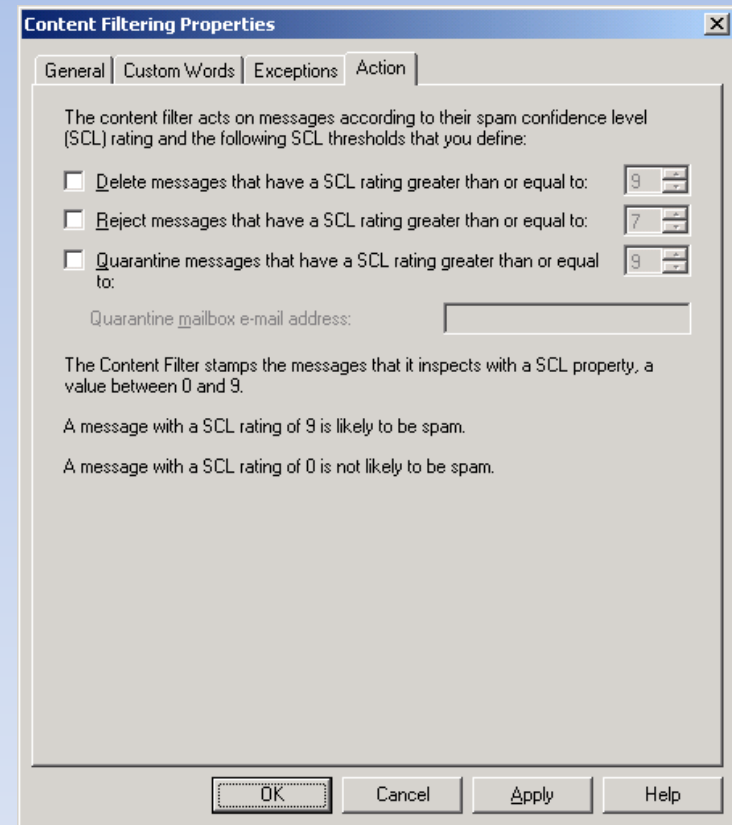 Content Filtering Properties
General Custom Words Exceptions Action
The content filter acts on messages according to their spam confidence level
(SCL) rating and the following SCL thresholds that you define:
Delete messages that have a SCL rating greater than or equal to: 9
Reject messages that have a SCL rating greater than or equal to: 7
Quarantine messages that have a SCL rating greater than or equal 9
to:
Quarantine mailbox e-mail address:
The Content Filter stamps the messages that it inspects with a SCL property, a
value between 0 and 9.
A message with a SCL rating of 9 is likely to be spam.
A message with a SCL rating of 0 is not likely to be spam.
OK Cancel Apply Help